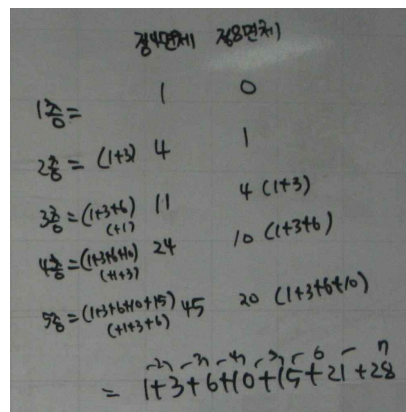 정4면체 정8면체
1층= 1 0
2층= (1+3) 4 1
3층=(1+3+6) 11 4 (1+3)
(+1)
4층=(1+3+6+10) 24 10 (1+3+6)
(+1+3)
5층=(1+3+6+10+15) 45 20 (1+3+6+10)
(+1+3+6)
2 3 4 5 6 7
= 1+3+6+10+15+21+28